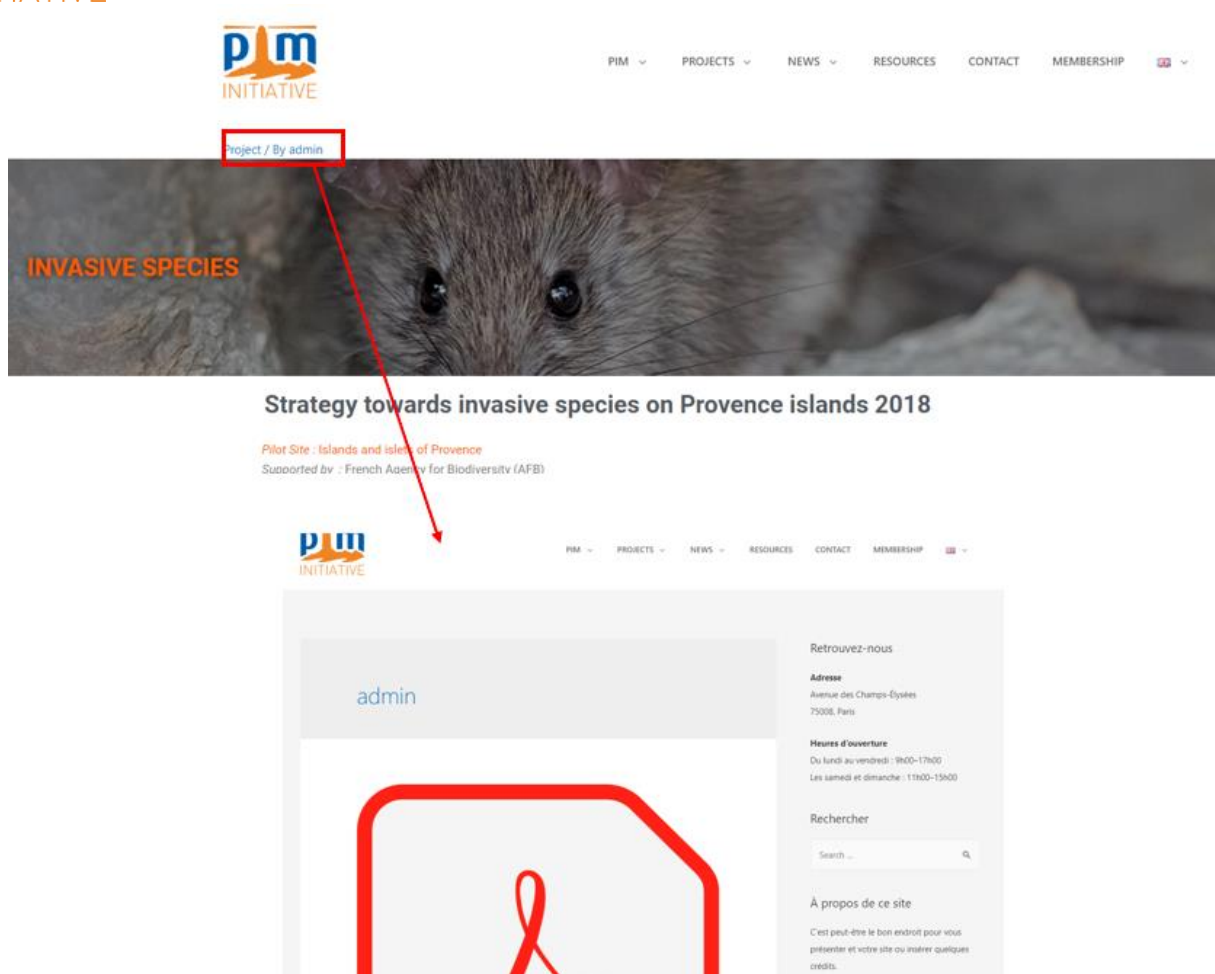 PIM
INITIATIVE
PIM PROJECTS NEWS RESOURCES CONTACT MEMBERSHIP
Project / By admin
INVASIVE SPECIES
Strategy towards invasive species on Provence islands 2018
Pilot Site : Islands and islets of Provence
Supported by : French Agency for Biodiversity (AFB)
PIM
INITIATIVE
PIM PROJECTS NEWS RESOURCES CONTACT MEMBERSHIP
admin
Retrouvez-nous
Adresse
Avenue des Champs-Élysées
75008, Paris
Heures d'ouverture
Du lundi au vendredi : 9h00–17h00
Les samedi et dimanche : 11h00–15h00
Rechercher
Search ...
À propos de ce site
C'est peut-être le bon endroit pour vous
présenter et votre site ou insérer quelques
crédits.